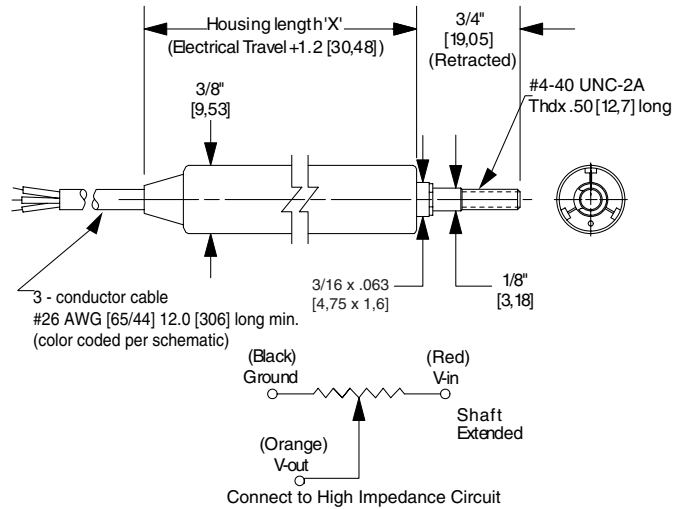 Housing length 'X'
(Electrical Travel +1.2 [30,48])
3/4"
[19,05]
(Retracted)
3/8"
[9,53]
#4-40 UNC-2A
Thdx .50 [12,7] long
3/16 x .063
[4,75 x 1,6]
1/8"
[3,18]
3 - conductor cable
#26 AWG [65/44] 12.0 [306] long min.
(color coded per schematic)
(Black)
Ground
(Red)
V-in
Shaft
Extended
(Orange)
V-out
Connect to High Impedance Circuit